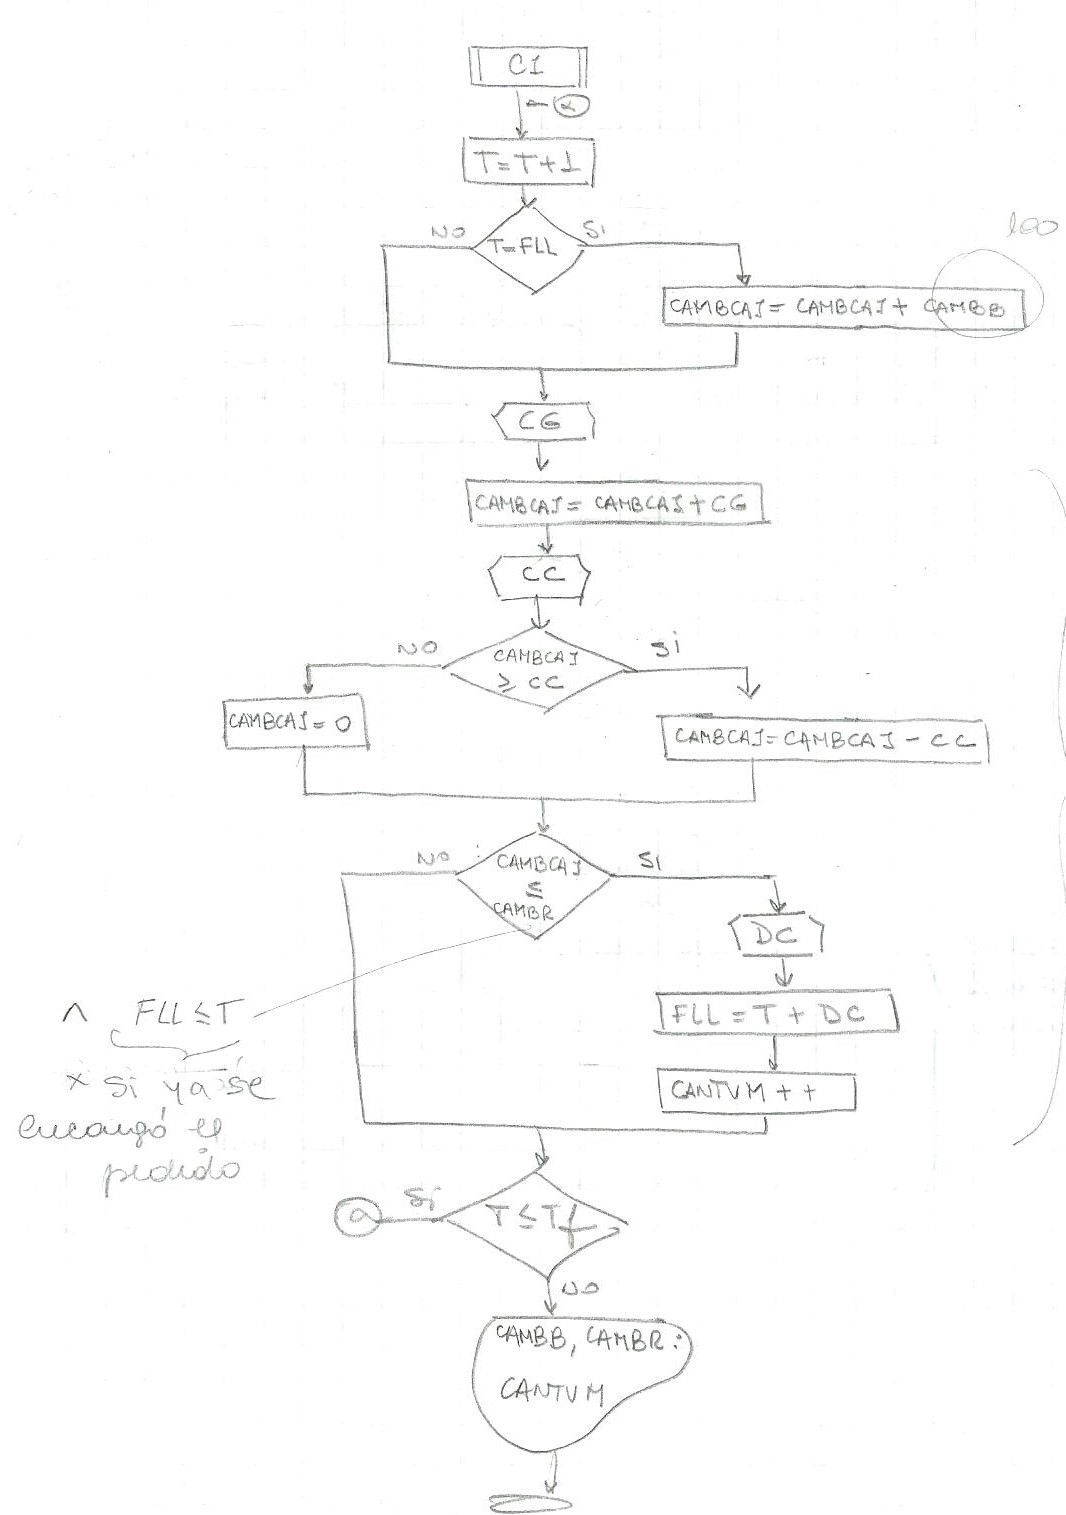 CI
T=T+1
NO
T=FLL
Si
100
CAMBCAJ= CAMBCAJ+ CAMBB
CG
CAMBCAJ= CAMBCAJ+CG
CC
NO
CAMBCAJ
≥ CC
Si
CAMBCAJ= 0
CAMBCAJ=CAMBCAJ - CC
NO
CAMBCAJ
≤
CAMBR
Si
DC
^ FLL≤T
FLL = T + DC
x Si ya se
encargó el
pedido
CANTUM ++
a
Si
T≤Tf
NO
CAMBB, CAMBR:
CANTUM